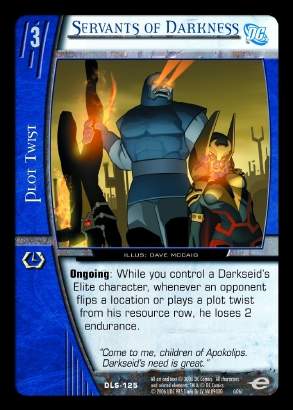 3
SERVANTS OF DARKNESS
DC
PLOT TWIST
ILLUS: DAVE MCCAIG
Ongoing: While you control a Darkseid's
Elite character, whenever an opponent
flips a location or plays a plot twist
from his resource row, he loses 2
endurance.
"Come to me, children of Apokolips.
Darkseid's need is great."
DLS-125